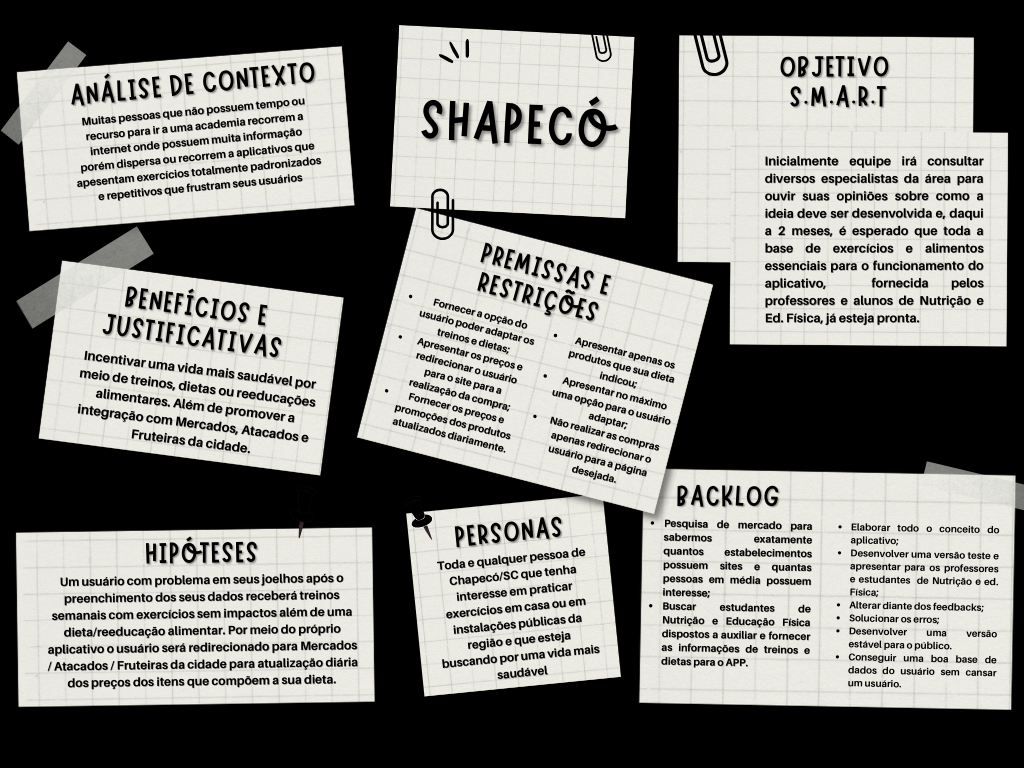 ANÁLISE DE CONTEXTO
Muitas pessoas que não possuem tempo ou
recurso para ir a uma academia recorrem a
internet onde possuem muita informação
porém dispersa ou recorrem a aplicativos que
apesentam exercícios totalmente padronizados
e repetitivos que frustram seus usuários
SHAPECÓ
OBJETIVO
S.M.A.R.T
Inicialmente equipe irá consultar
diversos especialistas da área para
ouvir suas opiniões sobre como a
ideia deve ser desenvolvida e, daqui
a 2 meses, é esperado que toda a
base de exercícios e alimentos
essenciais para o funcionamento do
aplicativo, fornecida pelos
professores e alunos de Nutrição e
Ed. Física, já esteja pronta.
BENEFÍCIOS E
JUSTIFICATIVAS
Incentivar uma vida mais saudável por
meio de treinos, dietas ou reeducações
alimentares. Além de promover a
integração com Mercados, Atacados e
Fruteiras da cidade.
PREMISSAS E
RESTRIÇÕES
• Fornecer a opção do
usuário poder adaptar os
treinos e dietas;
• Apresentar os preços e
redirecionar o usuário
para o site para a
realização da compra;
• Fornecer os preços e
promoções dos produtos
atualizados diariamente.
• Apresentar apenas os
produtos que sua dieta
indicou;
• Apresentar no máximo
uma opção para o usuário
adaptar;
• Não realizar as compras
apenas redirecionar o
usuário para a página
desejada.
HIPÓTESES
Um usuário com problema em seus joelhos após o
preenchimento dos seus dados receberá treinos
semanais com exercícios sem impactos além de uma
dieta/reeducação alimentar. Por meio do próprio
aplicativo o usuário será redirecionado para Mercados
/ Atacados / Fruteiras da cidade para atualização diária
dos preços dos itens que compõem a sua dieta.
PERSONAS
Toda e qualquer pessoa de
Chapecó/SC que tenha
interesse em praticar
exercícios em casa ou em
instalações públicas da
região e que esteja
buscando por uma vida mais
saudável
BACKLOG
• Pesquisa de mercado para
sabermos exatamente
quantos estabelecimentos
possuem sites e quantas
pessoas em média possuem
interesse;
• Buscar estudantes de
Nutrição e Educação Física
dispostos a auxiliar e fornecer
as informações de treinos e
dietas para o APP.
• Elaborar todo o conceito do
aplicativo;
• Desenvolver uma versão teste e
apresentar para os professores
e estudantes de Nutrição e ed.
Física;
• Alterar diante dos feedbacks;
• Solucionar os erros;
• Desenvolver uma versão
estável para o público.
• Conseguir uma boa base de
dados do usuário sem cansar
um usuário.